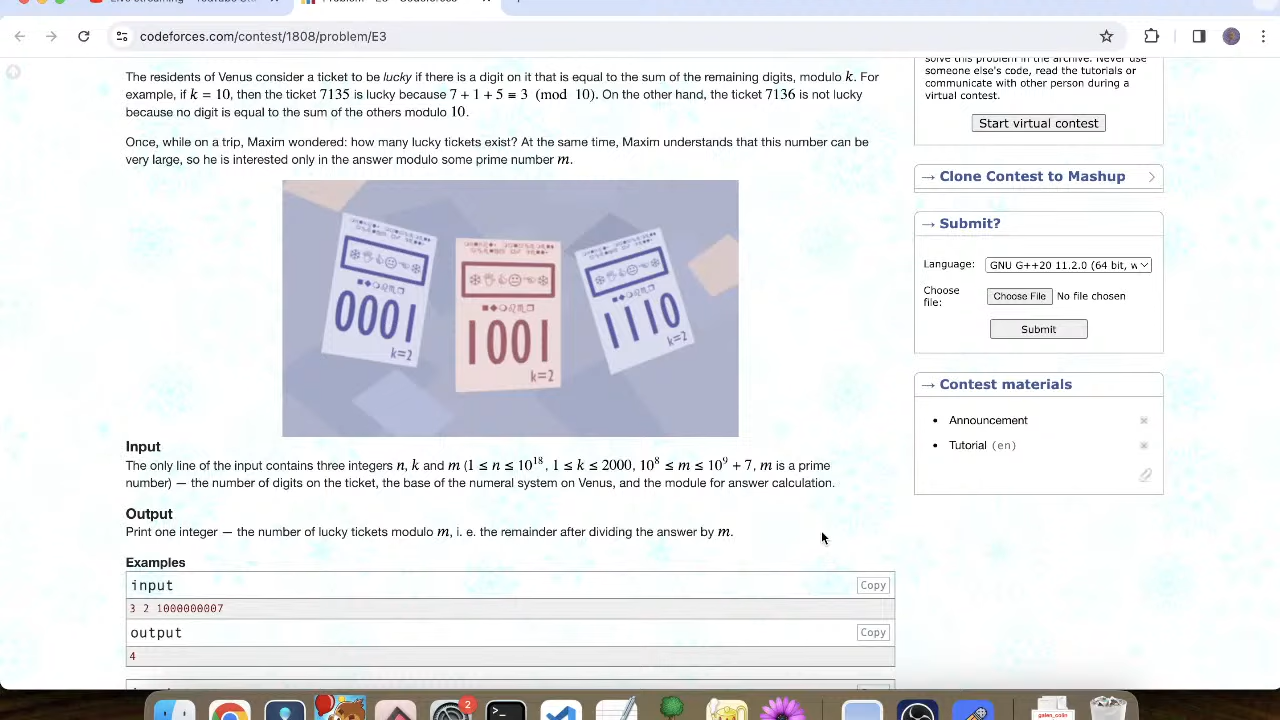 codeforces.com/contest/1808/problem/E3
The residents of Venus consider a ticket to be lucky if there is a digit on it that is equal to the sum of the remaining digits, modulo k. For
example, if k = 10, then the ticket 7135 is lucky because 7 + 1 + 5 ≡ 3 (mod 10). On the other hand, the ticket 7136 is not lucky
because no digit is equal to the sum of the others modulo 10.
Once, while on a trip, Maxim wondered: how many lucky tickets exist? At the same time, Maxim understands that this number can be
very large, so he is interested only in the answer modulo some prime number m.
0001
k=2
1001
k=2
1110
k=2
Input
The only line of the input contains three integers n, k and m (1 ≤ n ≤ 10^18, 1 ≤ k ≤ 2000, 10^8 ≤ m ≤ 10^9 + 7, m is a prime
number) — the number of digits on the ticket, the base of the numeral system on Venus, and the module for answer calculation.
Output
Print one integer — the number of lucky tickets modulo m, i. e. the remainder after dividing the answer by m.
Examples
input
Copy
3 2 1000000007
output
Copy
4
solve this problem in the archive. Never use
someone else's code, read the tutorials or
communicate with other person during a
virtual contest.
Start virtual contest
→ Clone Contest to Mashup
→ Submit?
Language:
GNU G++20 11.2.0 (64 bit, w
Choose
file:
Choose File No file chosen
Submit
→ Contest materials
Announcement
Tutorial (en)
2
galen_colin